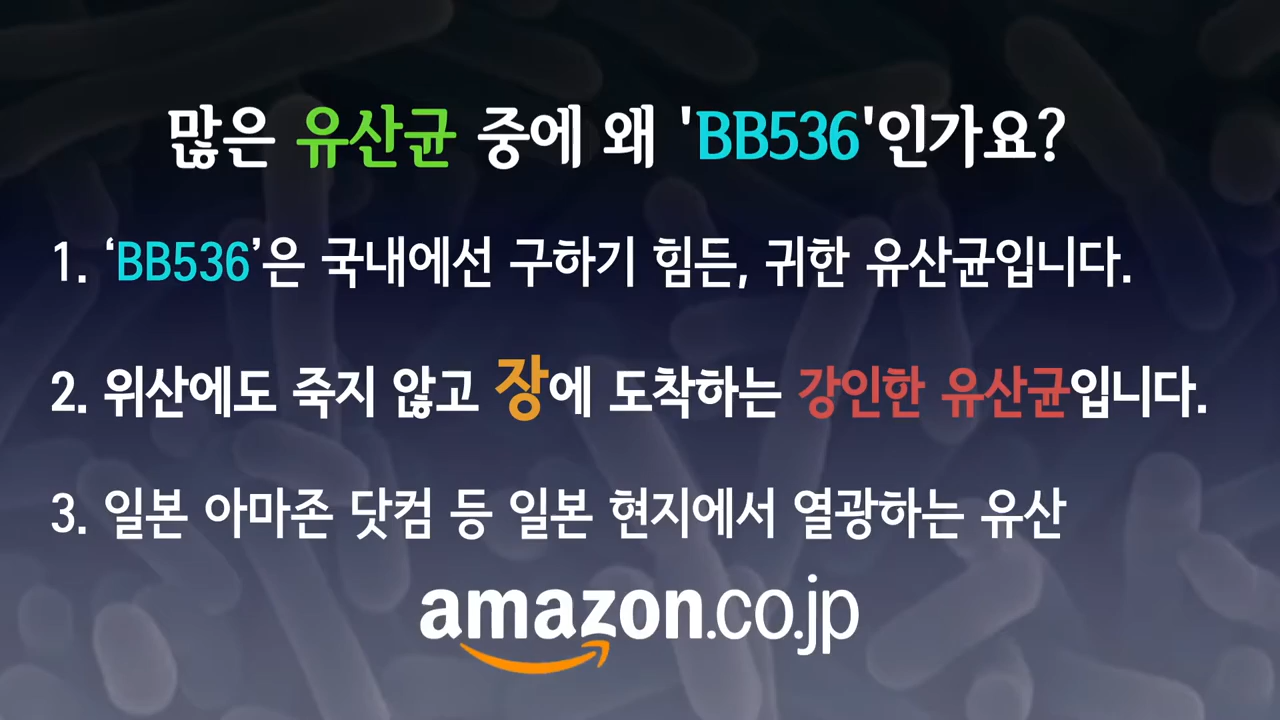 많은 유산균 중에 왜 'BB536'인가요?
1. ‘BB536’은 국내에선 구하기 힘든, 귀한 유산균입니다.
2. 위산에도 죽지 않고 장에 도착하는 강인한 유산균입니다.
3. 일본 아마존 닷컴 등 일본 현지에서 열광하는 유산
amazon.co.jp